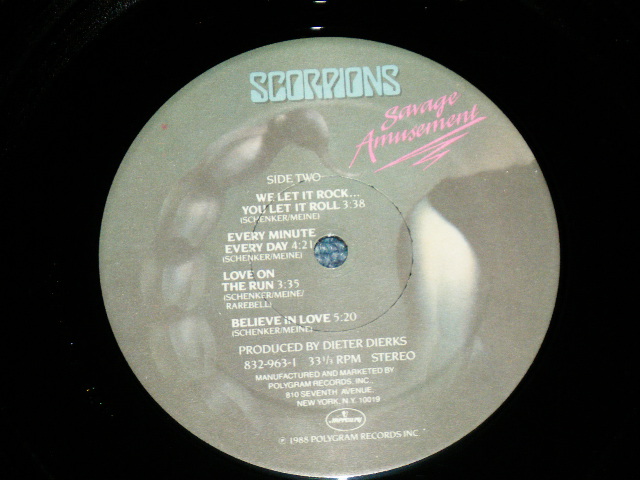 SCORPIONS
Savage
Amusement
SIDE TWO
WE LET IT ROCK...
YOU LET IT ROLL 3:38
(SCHENKER/MEINE)
EVERY MINUTE
EVERY DAY 4:21
(SCHENKER/MEINE)
LOVE ON
THE RUN 3:35
(SCHENKER/MEINE/
RAREBELL)
BELIEVE IN LOVE 5:20
(SCHENKER/MEINE)
PRODUCED BY DIETER DIERKS
832-963-1 33 1/3 RPM STEREO
MANUFACTURED AND MARKETED BY
POLYGRAM RECORDS, INC.
810 SEVENTH AVENUE,
NEW YORK, N.Y. 10019
mercury
℗ 1988 POLYGRAM RECORDS INC